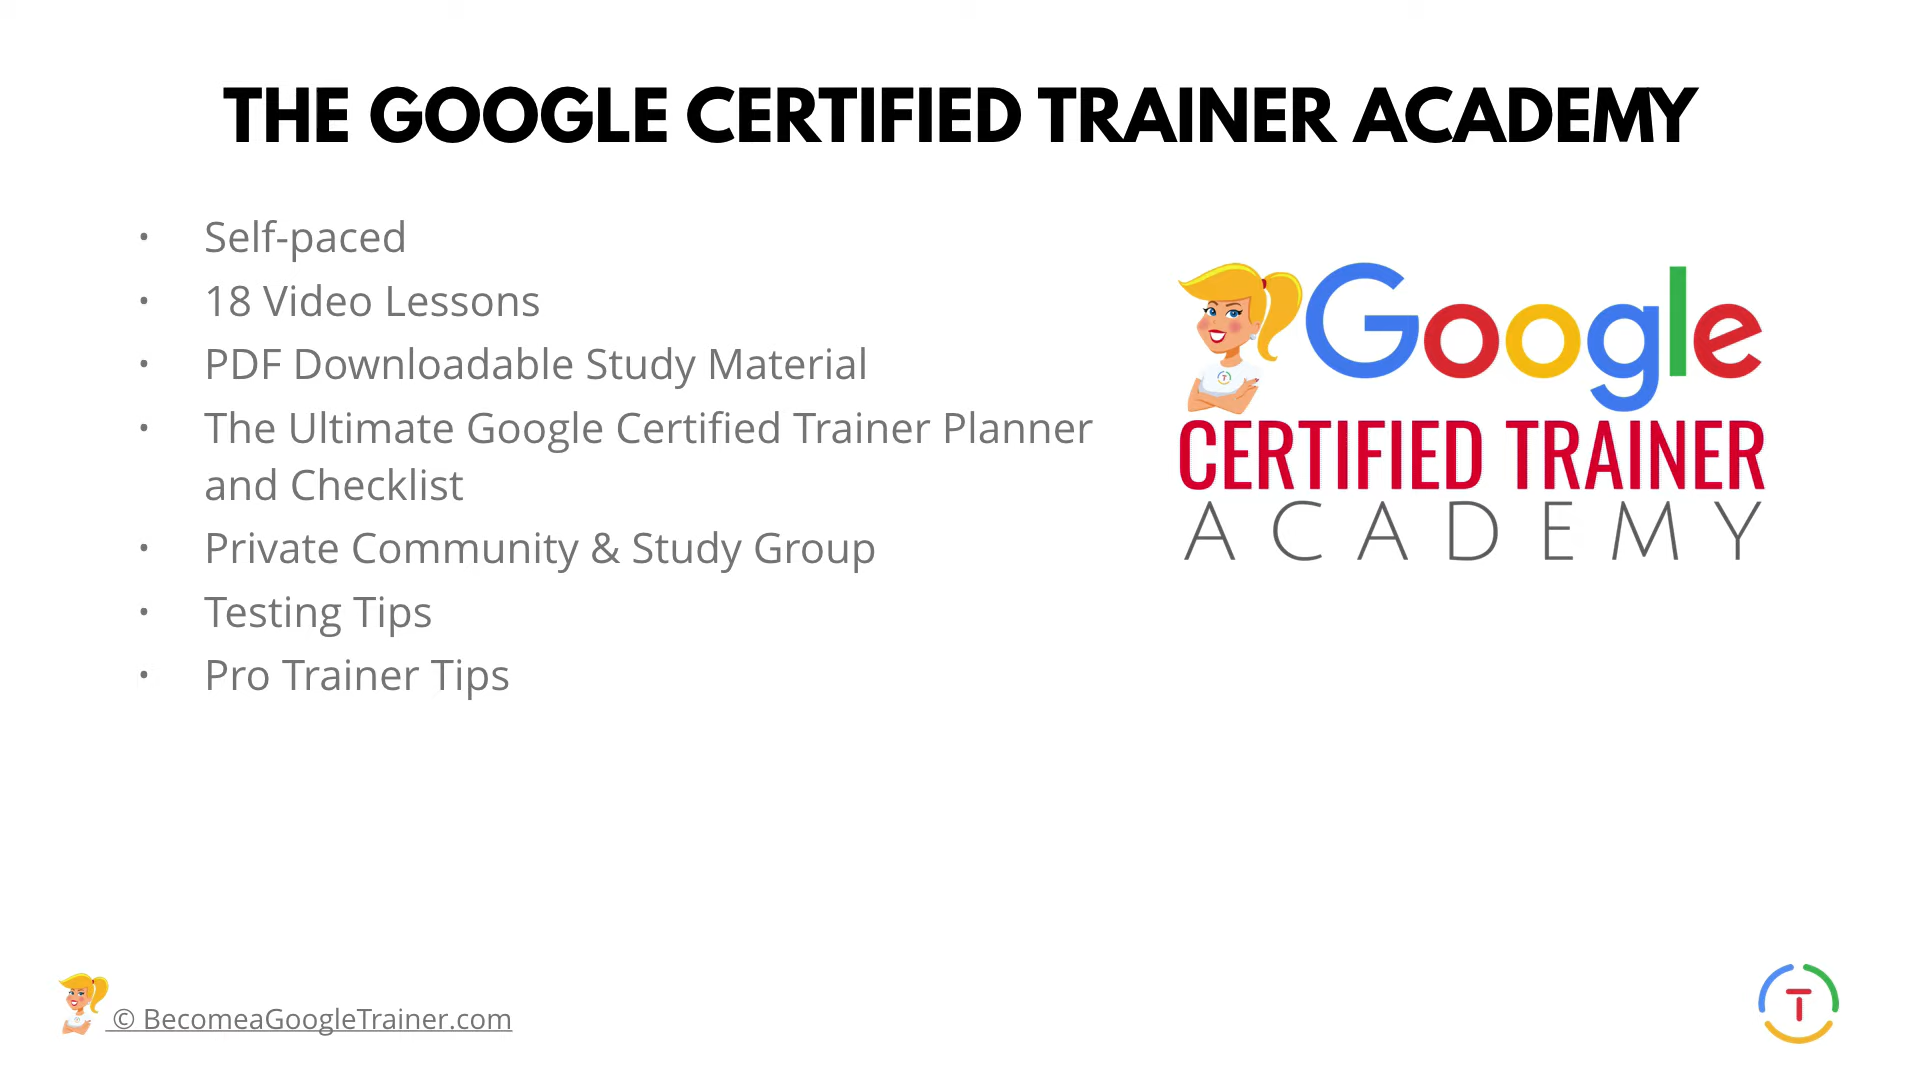 THE GOOGLE CERTIFIED TRAINER ACADEMY
• Self-paced
• 18 Video Lessons
• PDF Downloadable Study Material
• The Ultimate Google Certified Trainer Planner
and Checklist
• Private Community & Study Group
• Testing Tips
• Pro Trainer Tips
Google
CERTIFIED TRAINER
ACADEMY
© BecomeaGoogleTrainer.com
T